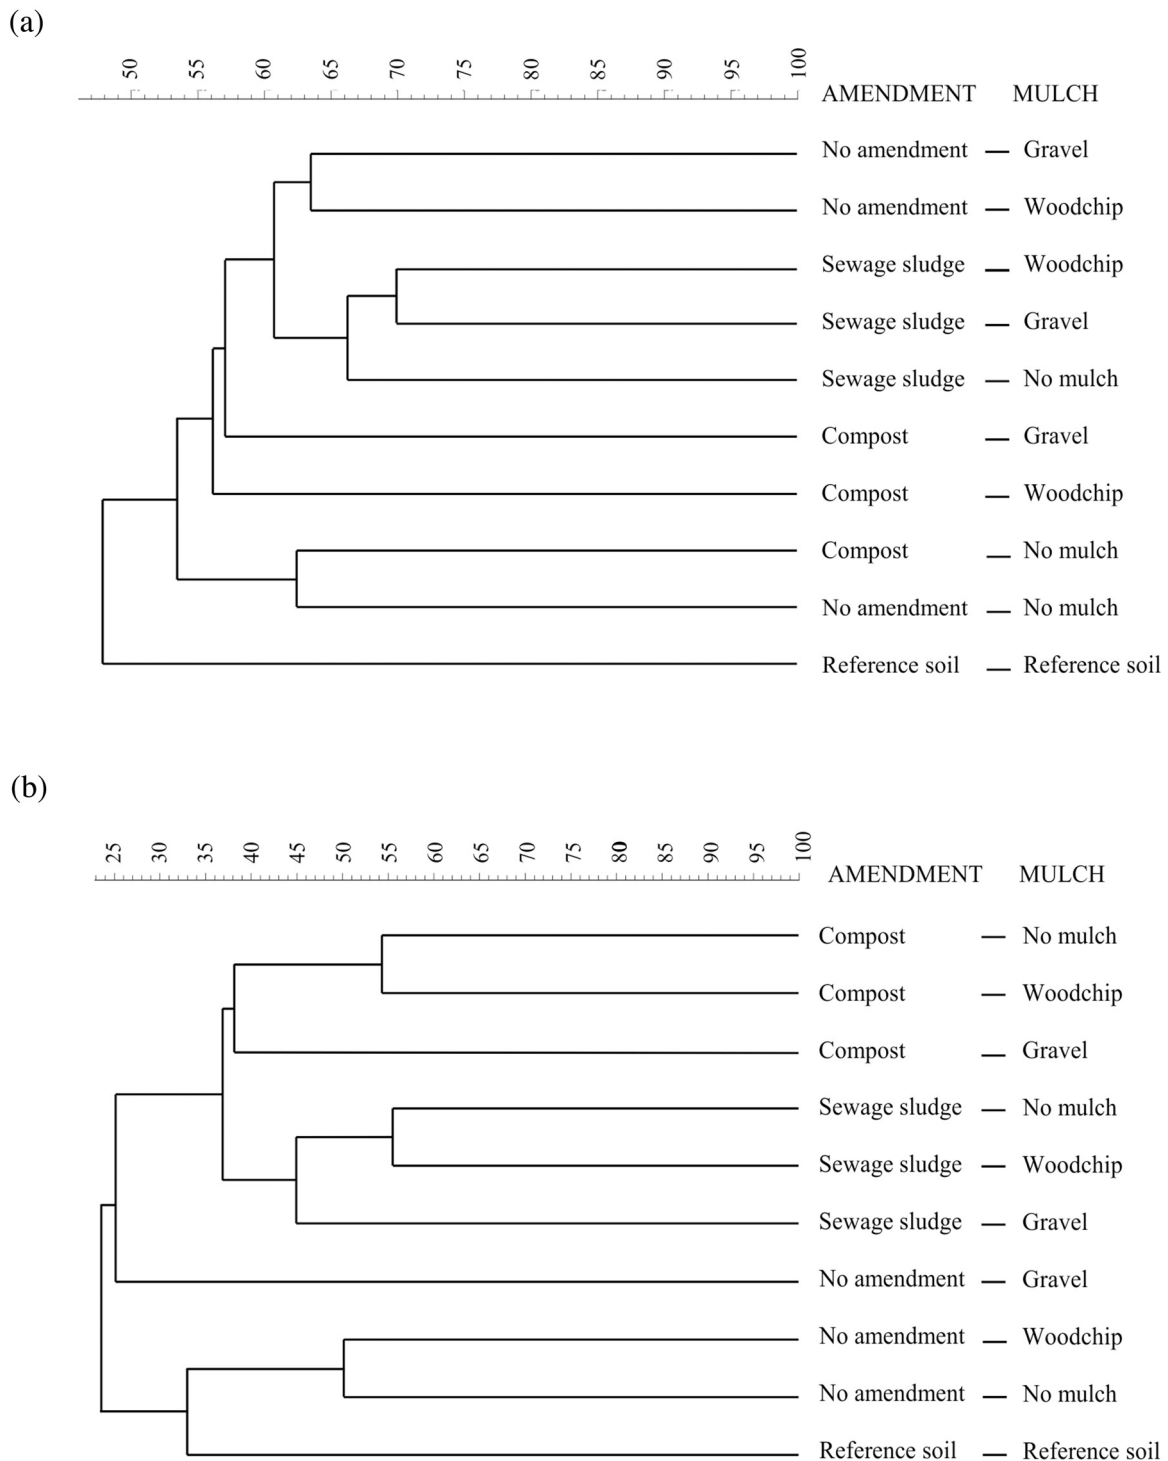 (a)
50 55 60 65 70 75 80 85 90 95 100
AMENDMENT MULCH
No amendment — Gravel
No amendment — Woodchip
Sewage sludge — Woodchip
Sewage sludge — Gravel
Sewage sludge — No mulch
Compost — Gravel
Compost — Woodchip
Compost — No mulch
No amendment — No mulch
Reference soil — Reference soil
(b)
25 30 35 40 45 50 55 60 65 70 75 80 85 90 95 100
AMENDMENT MULCH
Compost — No mulch
Compost — Woodchip
Compost — Gravel
Sewage sludge — No mulch
Sewage sludge — Woodchip
Sewage sludge — Gravel
No amendment — Gravel
No amendment — Woodchip
No amendment — No mulch
Reference soil — Reference soil